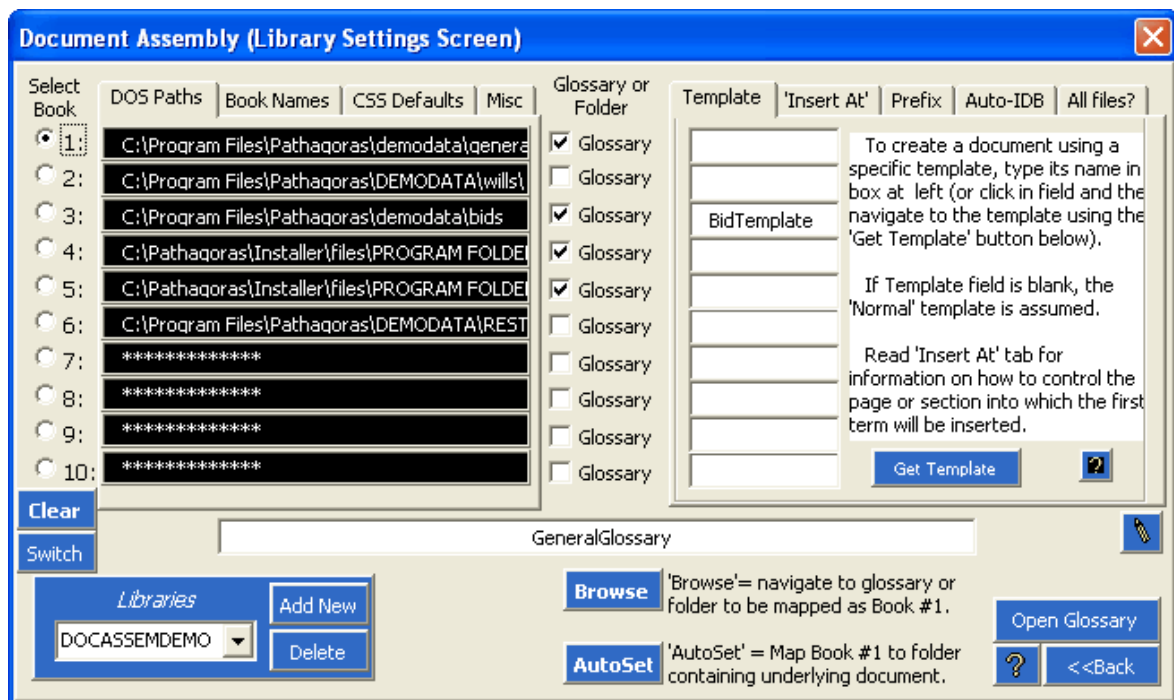 Document Assembly (Library Settings Screen)
Select Book
DOS Paths
Book Names
CSS Defaults
Misc
Glossary or Folder
Template
'Insert At'
Prefix
Auto-IDB
All files?
1:
C:\Program Files\Pathagoras\demodata\genera
Glossary
2:
C:\Program Files\Pathagoras\DEMODATA\wills\
Glossary
3:
C:\Program Files\Pathagoras\demodata\bids
Glossary
BidTemplate
4:
C:\Pathagoras\Installer\files\PROGRAM FOLDE
Glossary
5:
C:\Pathagoras\Installer\files\PROGRAM FOLDE
Glossary
6:
C:\Program Files\Pathagoras\DEMODATA\REST
Glossary
7:
*************
Glossary
8:
*************
Glossary
9:
*************
Glossary
10:
*************
Glossary
To create a document using a
specific template, type its name in
box at left (or click in field and the
navigate to the template using the
'Get Template' button below).
If Template field is blank, the
'Normal' template is assumed.
Read 'Insert At' tab for
information on how to control the
page or section into which the first
term will be inserted.
Get Template
?
Clear
Switch
GeneralGlossary
Libraries
DOCASSEMDEMO
Add New
Delete
Browse
'Browse'= navigate to glossary or
folder to be mapped as Book #1.
AutoSet
'AutoSet' = Map Book #1 to folder
containing underlying document.
Open Glossary
?
<<Back